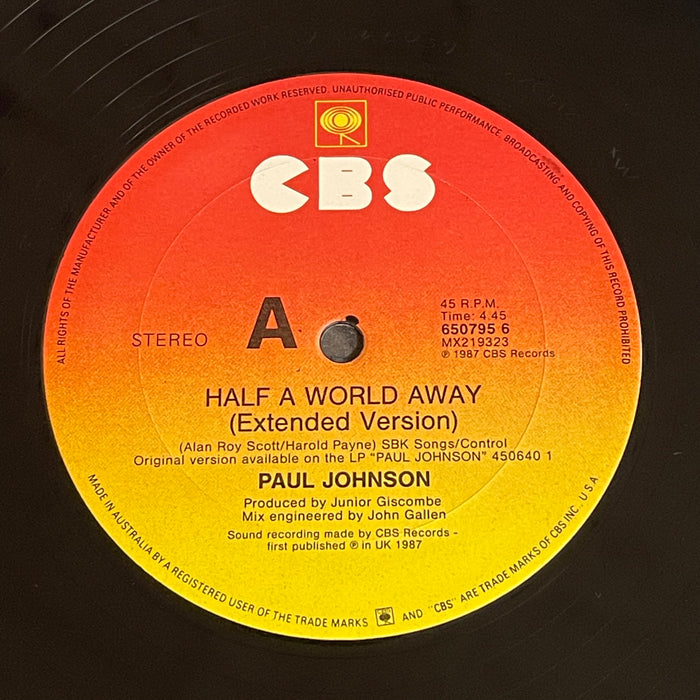 ALL RIGHTS OF THE MANUFACTURER AND OF THE OWNER OF THE RECORDED WORK RESERVED. UNAUTHORISED PUBLIC PERFORMANCE, BROADCASTING AND COPYING OF THIS RECORD PROHIBITED
CBS
STEREO
A
45 R.P.M.
Time: 4.45
650795 6
MX219323
℗ 1987 CBS Records
HALF A WORLD AWAY
(Extended Version)
(Alan Roy Scott/Harold Payne) SBK Songs/Control
Original version available on the LP "PAUL JOHNSON" 450640 1
PAUL JOHNSON
Produced by Junior Giscombe
Mix engineered by John Gallen
Sound recording made by CBS Records -
first published ℗ in UK 1987
MADE IN AUSTRALIA BY A REGISTERED USER OF THE TRADE MARKS AND "CBS" ARE TRADE MARKS OF CBS INC. U.S.A.